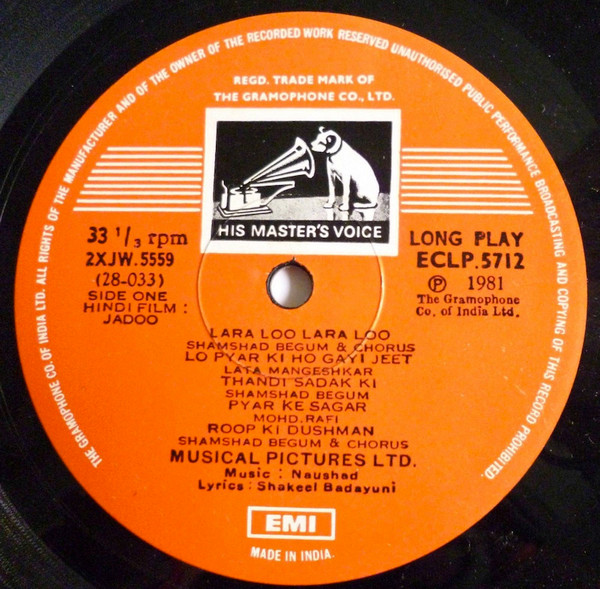 THE GRAMOPHONE CO. OF INDIA LTD. ALL RIGHTS OF THE MANUFACTURER AND OF THE OWNER OF THE RECORDED WORK RESERVED UNAUTHORISED PUBLIC PERFORMANCE BROADCASTING AND COPYING OF THIS RECORD PROHIBITED.
REGD. TRADE MARK OF
THE GRAMOPHONE CO., LTD.
HIS MASTER'S VOICE
33 1/3 rpm
2XJW.5559
(28-033)
SIDE ONE
HINDI FILM :
JADOO
LONG PLAY
ECLP.5712
Ⓟ 1981
The Gramophone
Co. of India Ltd.
LARA LOO LARA LOO
SHAMSHAD BEGUM & CHORUS
LO PYAR KI HO GAYI JEET
LATA MANGESHKAR
THANDI SADAK KI
SHAMSHAD BEGUM
PYAR KE SAGAR
MOHD. RAFI
ROOP KI DUSHMAN
SHAMSHAD BEGUM & CHORUS
MUSICAL PICTURES LTD.
Music : Naushad
Lyrics : Shakeel Badayuni
EMI
MADE IN INDIA.